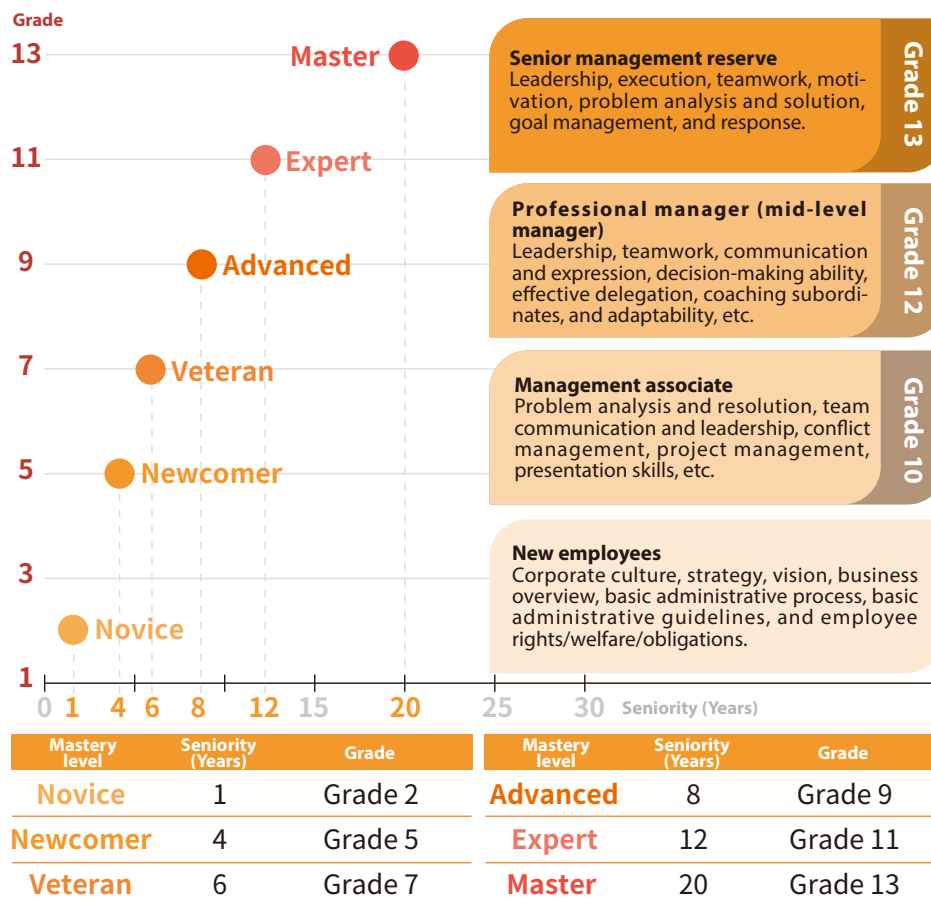 Grade
13
Master
11
Expert
9
Advanced
7
Veteran
5
Newcomer
3
Novice
1
0 1 4 6 8 12 15 20 25 30 Seniority (Years)
Senior management reserve
Leadership, execution, teamwork, moti-
vation, problem analysis and solution,
goal management, and response.
Grade 13
Professional manager (mid-level
manager)
Leadership, teamwork, communication
and expression, decision-making ability,
effective delegation, coaching subordi-
nates, and adaptability, etc.
Grade 12
Management associate
Problem analysis and resolution, team
communication and leadership, conflict
management, project management,
presentation skills, etc.
Grade 10
New employees
Corporate culture, strategy, vision, business
overview, basic administrative process, basic
administrative guidelines, and employee
rights/welfare/obligations.
Mastery
level
Seniority
(Years)
Grade
Novice 1 Grade 2
Newcomer 4 Grade 5
Veteran 6 Grade 7
Mastery
level
Seniority
(Years)
Grade
Advanced 8 Grade 9
Expert 12 Grade 11
Master 20 Grade 13